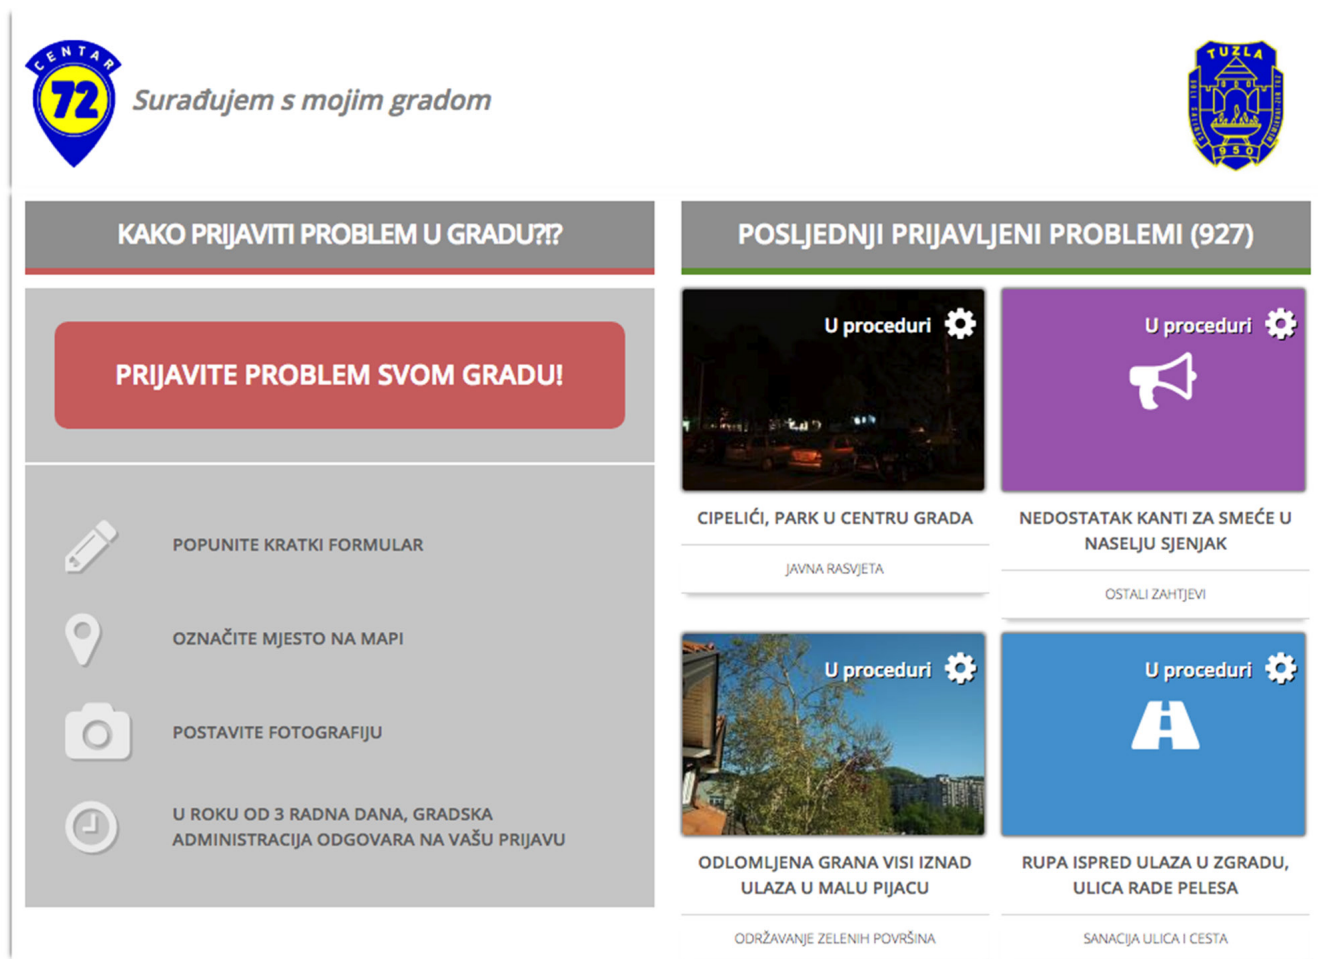 CENTAR
72
Surađujem s mojim gradom
TUZLA
950
KAKO PRIJAVITI PROBLEM U GRADU?!?
PRIJAVITE PROBLEM SVOM GRADU!
POPUNITE KRATKI FORMULAR
OZNAČITE MJESTO NA MAPI
POSTAVITE FOTOGRAFIJU
U ROKU OD 3 RADNA DANA, GRADSKA
ADMINISTRACIJA ODGOVARA NA VAŠU PRIJAVU
POSLJEDNJI PRIJAVLJENI PROBLEMI (927)
U proceduri
CIPELIĆI, PARK U CENTRU GRADA
JAVNA RASVJETA
U proceduri
NEDOSTATAK KANTI ZA SMEĆE U
NASELJU SJENJAK
OSTALI ZAHTJEVI
U proceduri
ODLOMLJENA GRANA VISI IZNAD
ULAZA U MALU PIJACU
ODRŽAVANJE ZELENIH POVRŠINA
U proceduri
RUPA ISPRED ULAZA U ZGRADU,
ULICA RADE PELESA
SANACIJA ULICA I CESTA